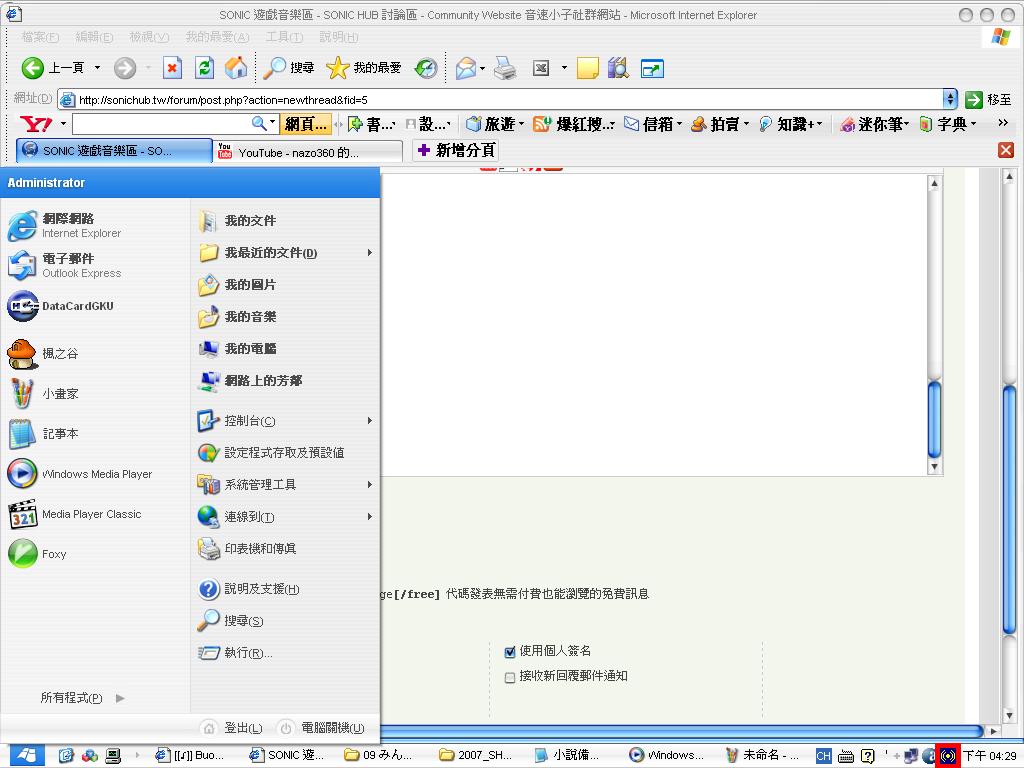 SONIC 遊戲音樂區 - SONIC HUB 討論區 - Community Website 音速小子社群網站 - Microsoft Internet Explorer
檔案(F) 編輯(E) 檢視(V) 我的最愛(A) 工具(T) 說明(H)
上一頁 搜尋 我的最愛
網址(D) http://sonichub.tw/forum/post.php?action=newthread&fid=5 移至
Y! 網頁... 書... 設... 旅遊 爆紅搜... 信箱 拍賣 知識+ 迷你筆 字典 »
SONIC 遊戲音樂區 - SO... YouTube - nazo360 的... 新增分頁
Administrator
網際網路
Internet Explorer
電子郵件
Outlook Express
DataCardGKU
楓之谷
小畫家
記事本
Windows Media Player
Media Player Classic
Foxy
所有程式(P)
我的文件
我最近的文件(D)
我的圖片
我的音樂
我的電腦
網路上的芳鄰
控制台(C)
設定程式存取及預設值
系統管理工具
連線到(T)
印表機和傳真
說明及支援(H)
搜尋(S)
執行(R)...
登出(L) 電腦關機(U)
ge[/free] 代碼發表無需付費也能瀏覽的免費訊息
使用個人簽名
接收新回覆郵件通知
[[♪]] Buo... SONIC 遊... 09 みん... 2007_SH... 小說備... Windows... 未命名 - ... CH 下午 04:29